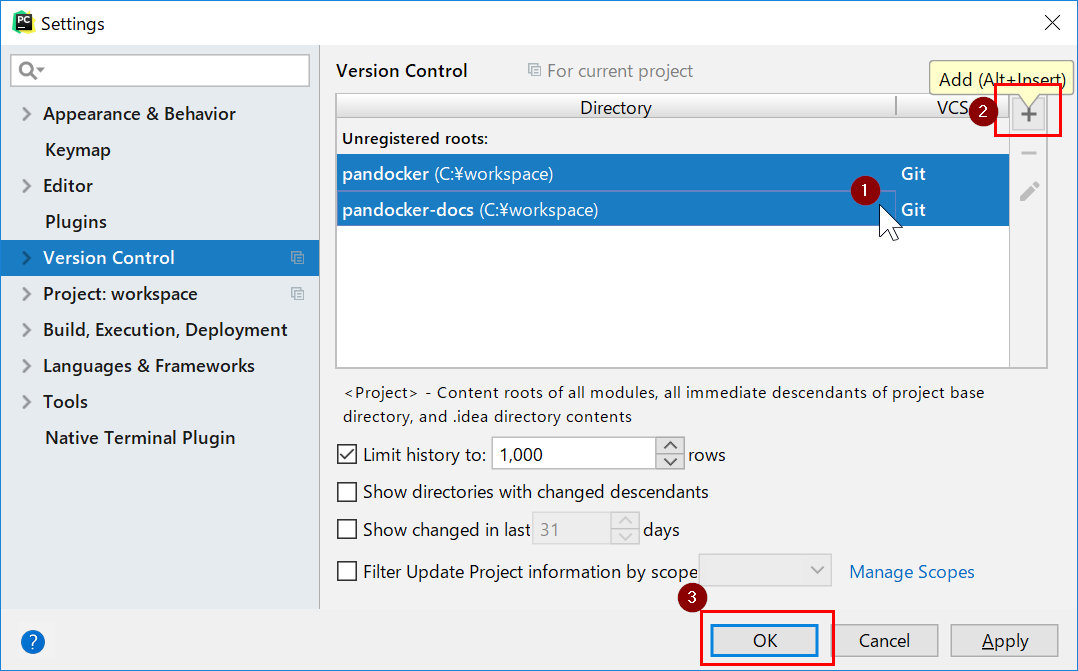 PC
Settings
Version Control
For current project
Add (Alt+Insert)
Directory
VCS
2
Unregistered roots:
pandocker (C:¥workspace)
Git
1
pandocker-docs (C:¥workspace)
Git
Appearance & Behavior
Keymap
Editor
Plugins
Version Control
Project: workspace
Build, Execution, Deployment
Languages & Frameworks
Tools
Native Terminal Plugin
<Project> - Content roots of all modules, all immediate descendants of project base
directory, and .idea directory contents
Limit history to: 1,000 rows
Show directories with changed descendants
Show changed in last 31 days
Filter Update Project information by scope
Manage Scopes
3
?
OK
Cancel
Apply